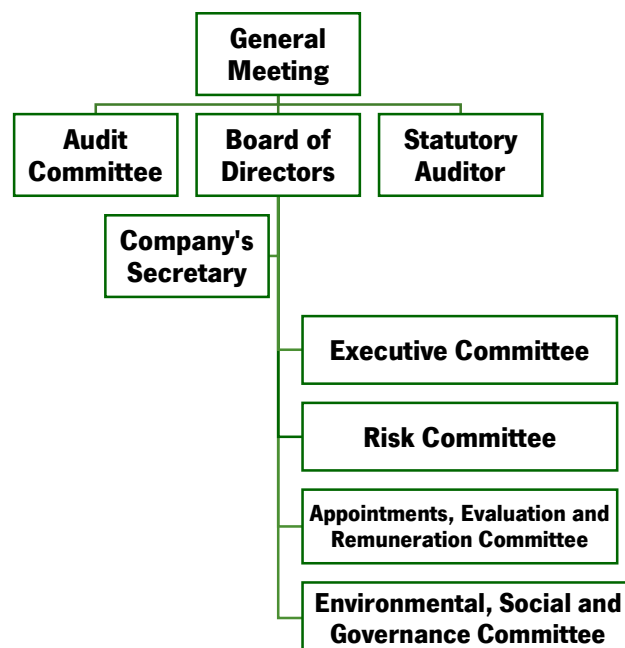 General
Meeting
Audit
Committee
Board of
Directors
Statutory
Auditor
Company's
Secretary
Executive Committee
Risk Committee
Appointments, Evaluation and
Remuneration Committee
Environmental, Social and
Governance Committee